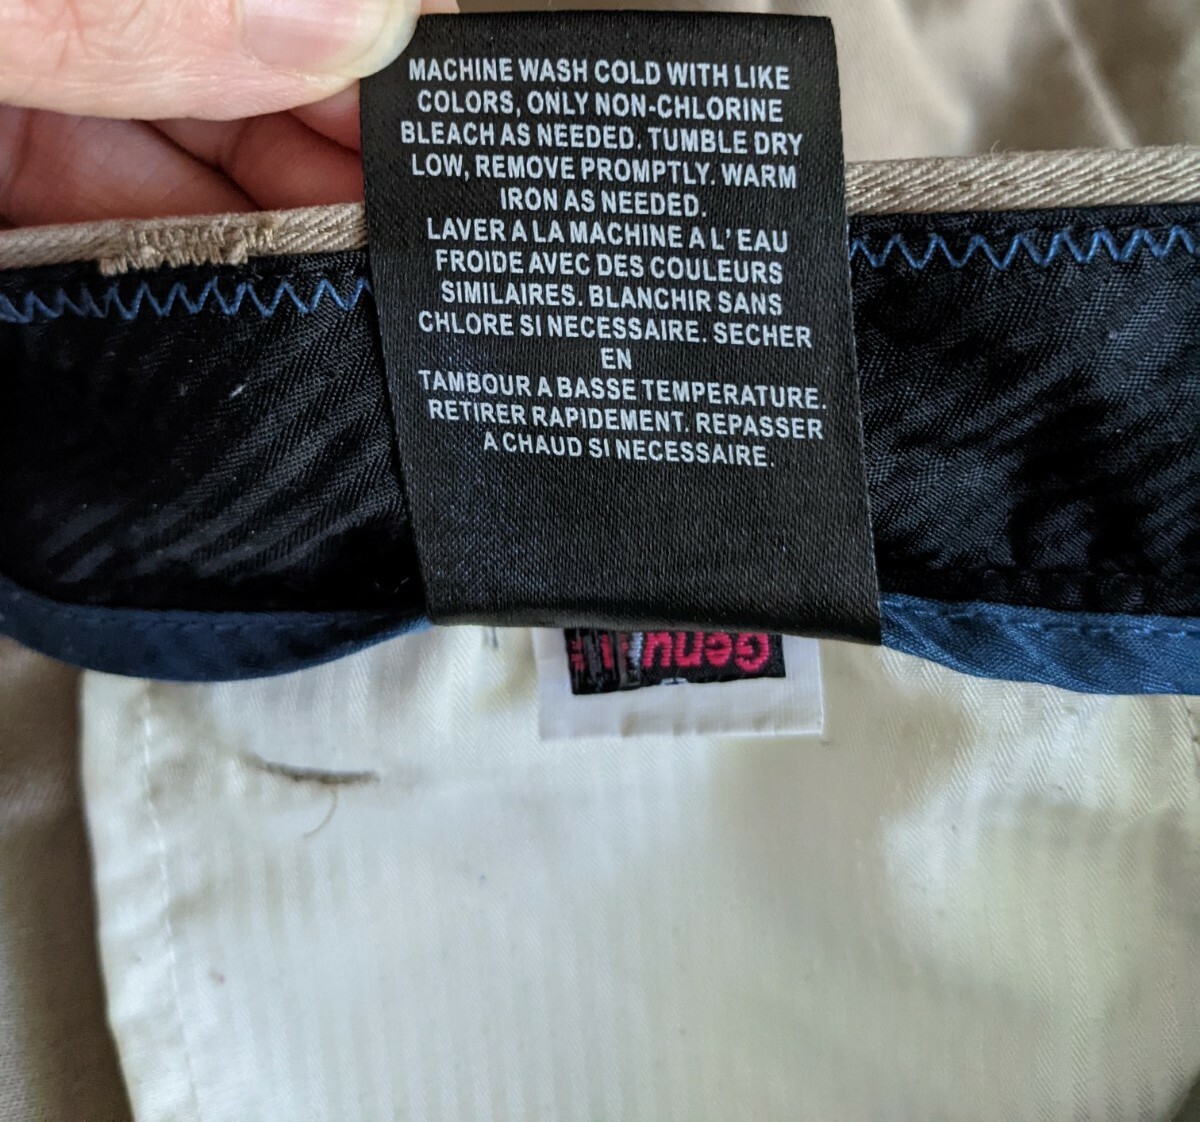 MACHINE WASH COLD WITH LIKE
COLORS, ONLY NON-CHLORINE
BLEACH AS NEEDED. TUMBLE DRY
LOW, REMOVE PROMPTLY. WARM
IRON AS NEEDED.
LAVER A LA MACHINE A L' EAU
FROIDE AVEC DES COULEURS
SIMILAIRES. BLANCHIR SANS
CHLORE SI NECESSAIRE. SECHER
EN
TAMBOUR A BASSE TEMPERATURE.
RETIRER RAPIDEMENT. REPASSER
A CHAUD SI NECESSAIRE.